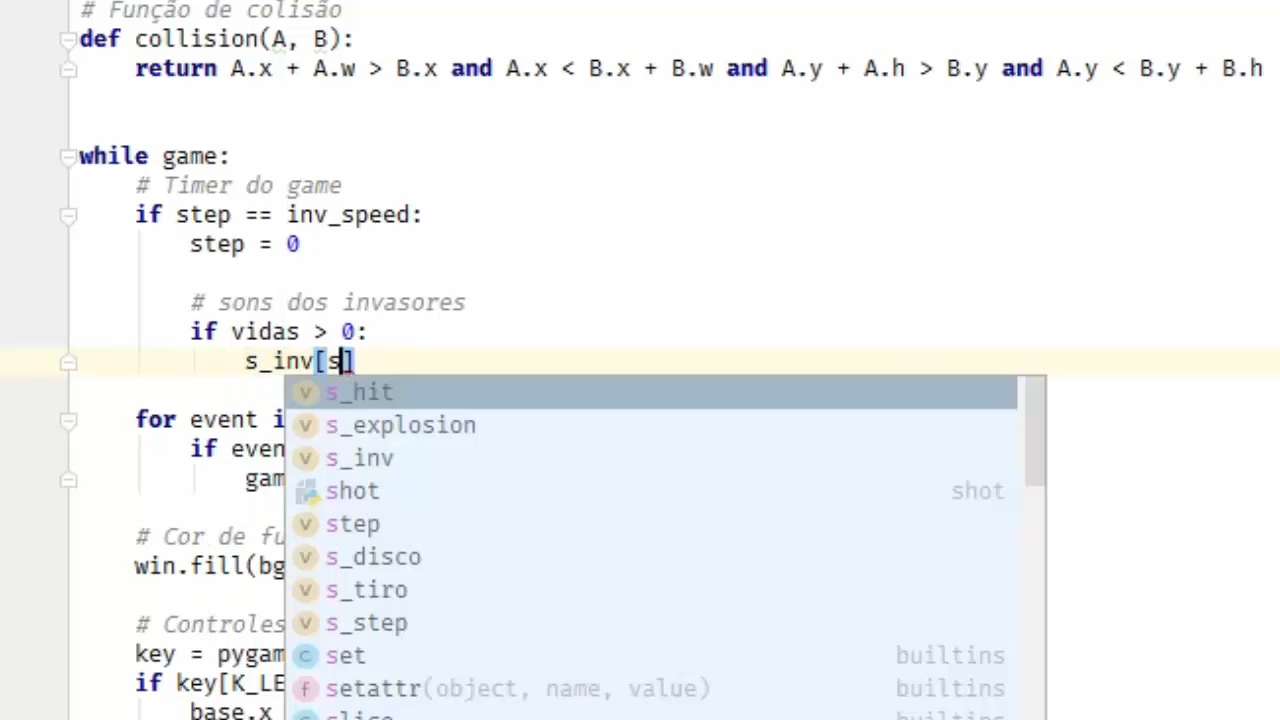 # Função de colisão
def collision(A, B):
return A.x + A.w > B.x and A.x < B.x + B.w and A.y + A.h > B.y and A.y < B.y + B.h
while game:
# Timer do game
if step == inv_speed:
step = 0
# sons dos invasores
if vidas > 0:
s_inv[s]
v s_hit
for event i
v s_explosion
if even
v s_inv
gam
shot shot
v step
# Cor de fu
v s_disco
win.fill(bg
v s_tiro
# Controles
v s_step
key = pygam
c set builtins
if key[K_LE
f setattr(object, name, value) builtins
base.x